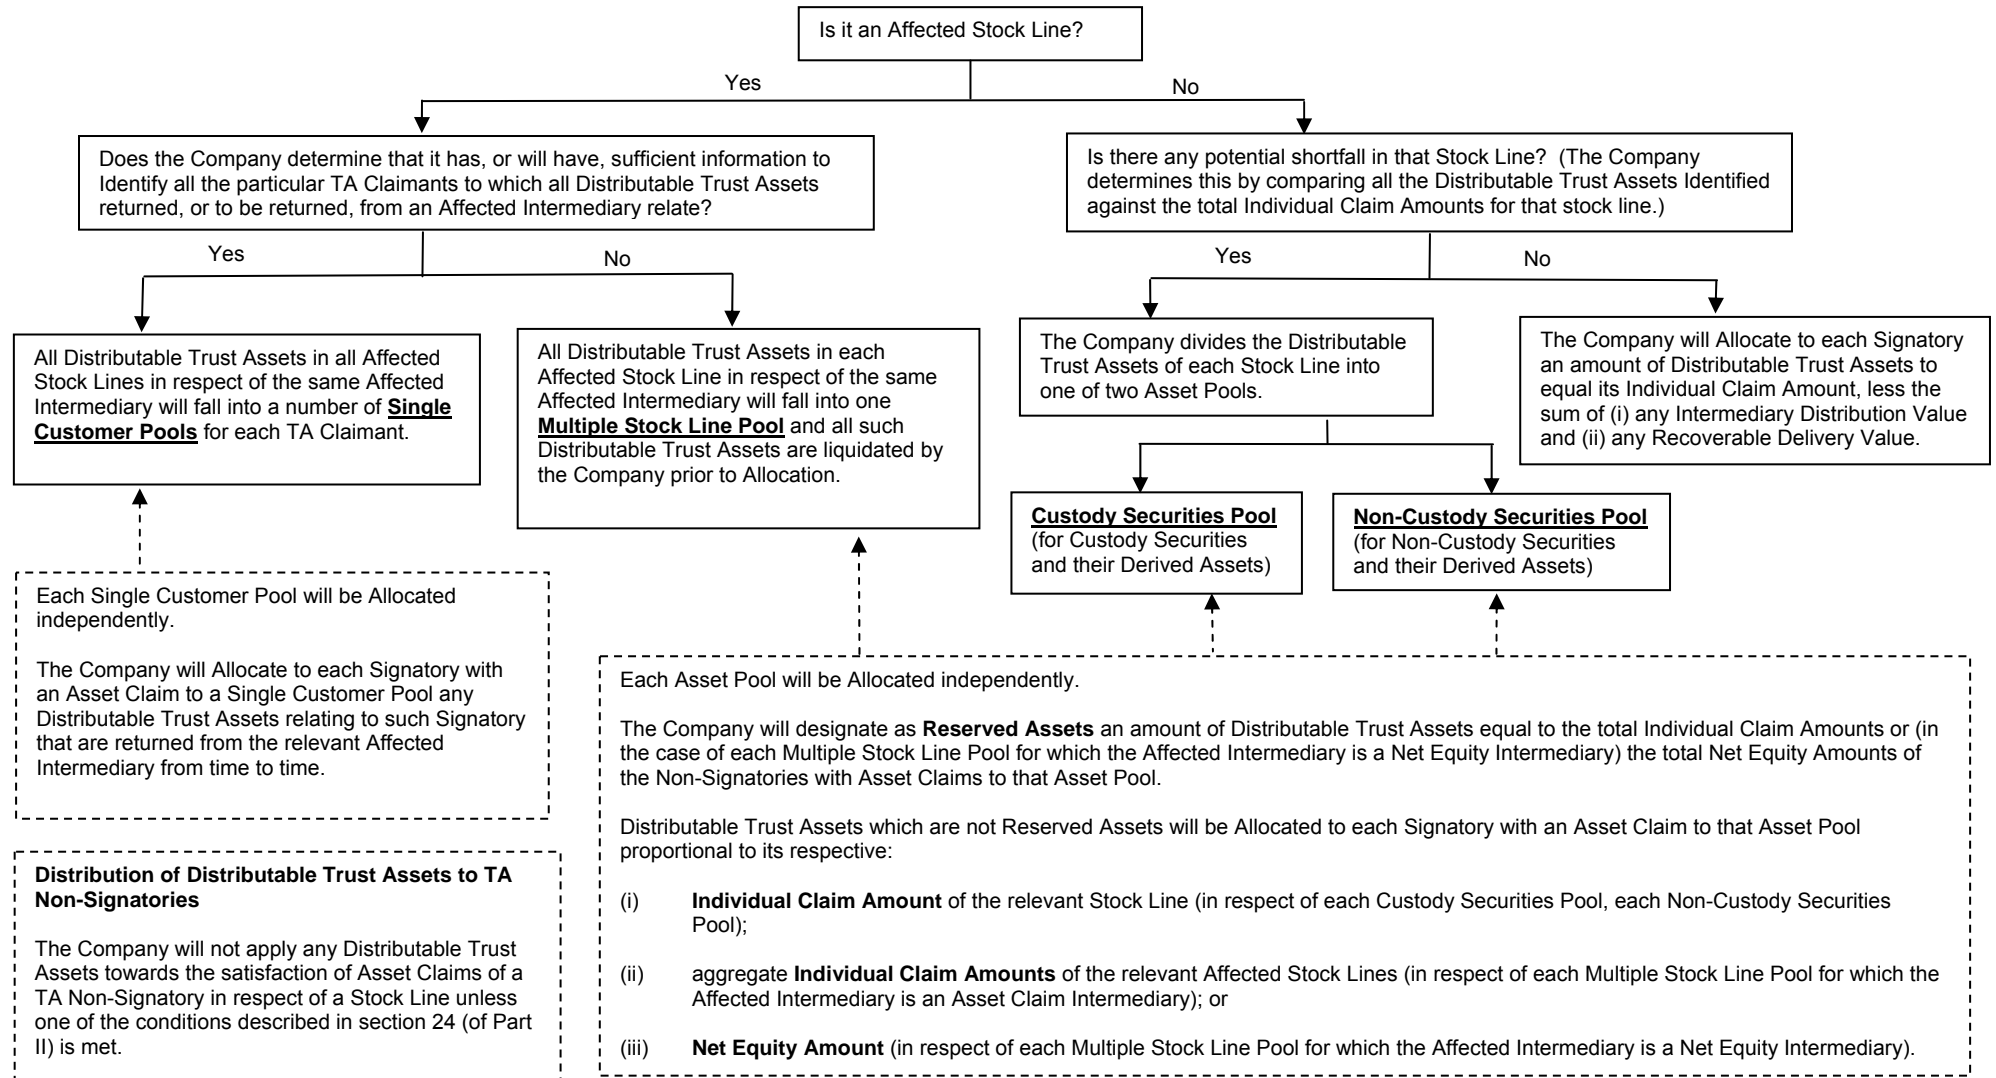 Is it an Affected Stock Line?
Yes
No
Does the Company determine that it has, or will have, sufficient information to
Identify all the particular TA Claimants to which all Distributable Trust Assets
returned, or to be returned, from an Affected Intermediary relate?
Is there any potential shortfall in that Stock Line?  (The Company
determines this by comparing all the Distributable Trust Assets Identified
against the total Individual Claim Amounts for that stock line.)
Yes
No
Yes
No
All Distributable Trust Assets in all Affected
Stock Lines in respect of the same Affected
Intermediary will fall into a number of Single
Customer Pools for each TA Claimant.
All Distributable Trust Assets in each
Affected Stock Line in respect of the same
Affected Intermediary will fall into one
Multiple Stock Line Pool and all such
Distributable Trust Assets are liquidated by
the Company prior to Allocation.
The Company divides the Distributable
Trust Assets of each Stock Line into
one of two Asset Pools.
The Company will Allocate to each Signatory
an amount of Distributable Trust Assets to
equal its Individual Claim Amount, less the
sum of (i) any Intermediary Distribution Value
and (ii) any Recoverable Delivery Value.
Custody Securities Pool
(for Custody Securities
and their Derived Assets)
Non-Custody Securities Pool
(for Non-Custody Securities
and their Derived Assets)
Each Single Customer Pool will be Allocated
independently.
The Company will Allocate to each Signatory with
an Asset Claim to a Single Customer Pool any
Distributable Trust Assets relating to such Signatory
that are returned from the relevant Affected
Intermediary from time to time.
Distribution of Distributable Trust Assets to TA
Non-Signatories
The Company will not apply any Distributable Trust
Assets towards the satisfaction of Asset Claims of a
TA Non-Signatory in respect of a Stock Line unless
one of the conditions described in section 24 (of Part
II) is met.
Each Asset Pool will be Allocated independently.
The Company will designate as Reserved Assets an amount of Distributable Trust Assets equal to the total Individual Claim Amounts or (in
the case of each Multiple Stock Line Pool for which the Affected Intermediary is a Net Equity Intermediary) the total Net Equity Amounts of
the Non-Signatories with Asset Claims to that Asset Pool.
Distributable Trust Assets which are not Reserved Assets will be Allocated to each Signatory with an Asset Claim to that Asset Pool
proportional to its respective:
(i) Individual Claim Amount of the relevant Stock Line (in respect of each Custody Securities Pool, each Non-Custody Securities
Pool);
(ii) aggregate Individual Claim Amounts of the relevant Affected Stock Lines (in respect of each Multiple Stock Line Pool for which the
Affected Intermediary is an Asset Claim Intermediary); or
(iii) Net Equity Amount (in respect of each Multiple Stock Line Pool for which the Affected Intermediary is a Net Equity Intermediary).